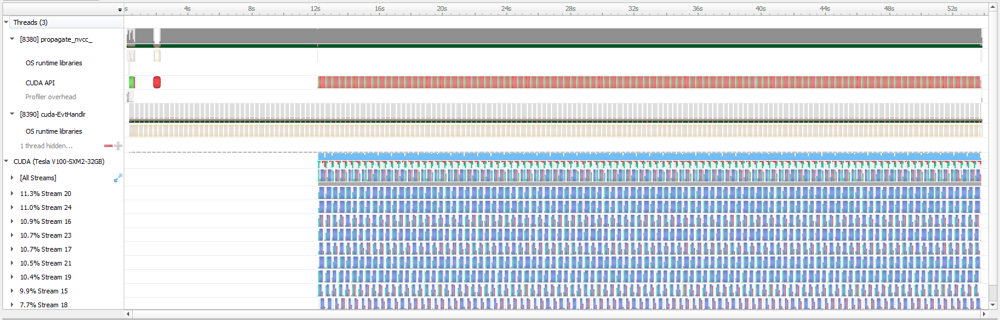 s 4s 8s 12s 16s 20s 24s 28s 32s 36s 40s 44s 48s 52s
Threads (3)
[8380] propagate_nvcc_
OS runtime libraries
CUDA API
Profiler overhead
[8390] cuda-EvtHandlr
OS runtime libraries
1 thread hidden...
CUDA (Tesla V100-SXM2-32GB)
[All Streams]
11.3% Stream 20
11.0% Stream 24
10.9% Stream 16
10.7% Stream 23
10.7% Stream 17
10.5% Stream 21
10.4% Stream 19
9.9% Stream 15
7.7% Stream 18